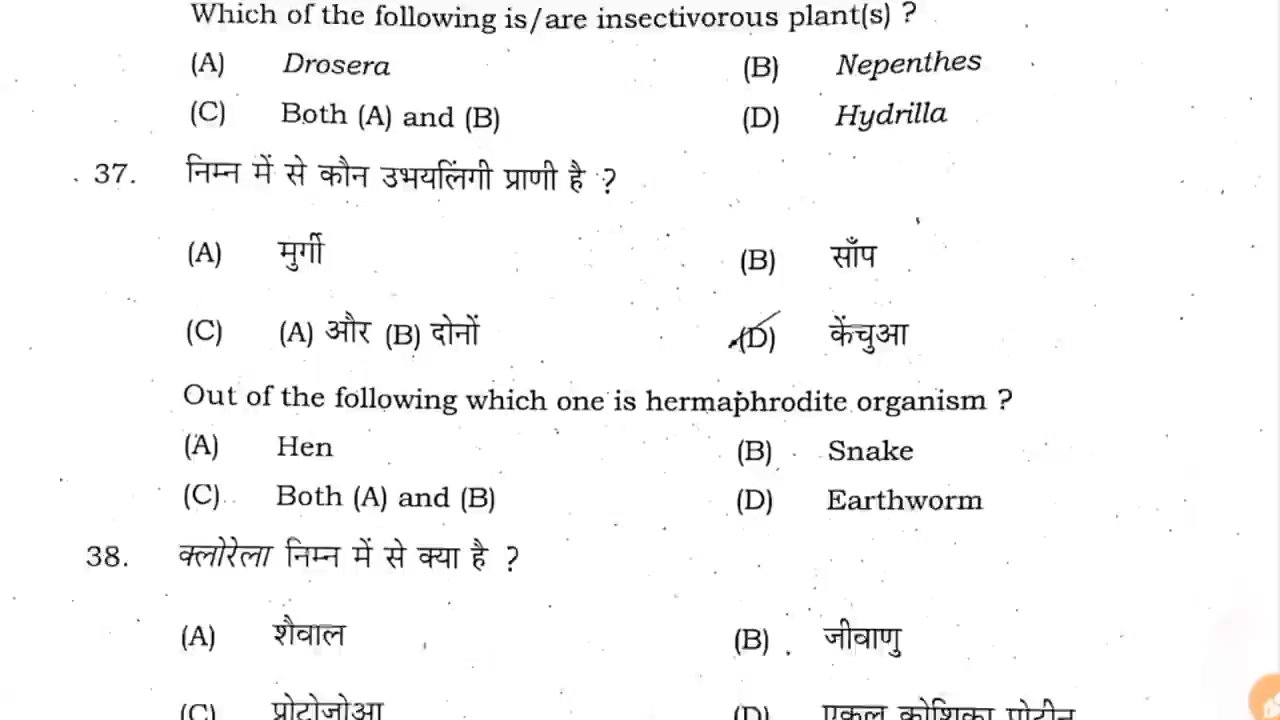 Which of the following is/are insectivorous plant(s) ?
(A) Drosera (B) Nepenthes
(C) Both (A) and (B) (D) Hydrilla
37. निम्न में से कौन उभयलिंगी प्राणी है ?
(A) मुर्गी (B) साँप
(C) (A) और (B) दोनों (D) केंचुआ
Out of the following which one is hermaphrodite organism ?
(A) Hen (B) Snake
(C) Both (A) and (B) (D) Earthworm
38. क्लोरेला निम्न में से क्या है ?
(A) शैवाल (B) जीवाणु
(C) प्रोटोजोआ (D) एकल कोशिका प्रोटीन